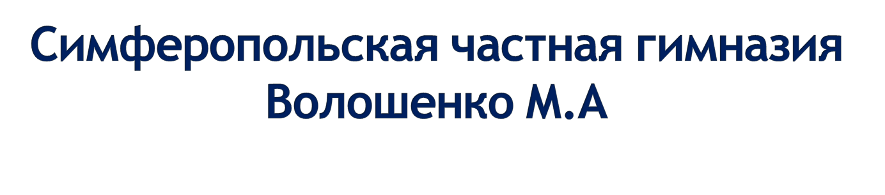 Симферопольская частная гимназия
Волошенко М.А